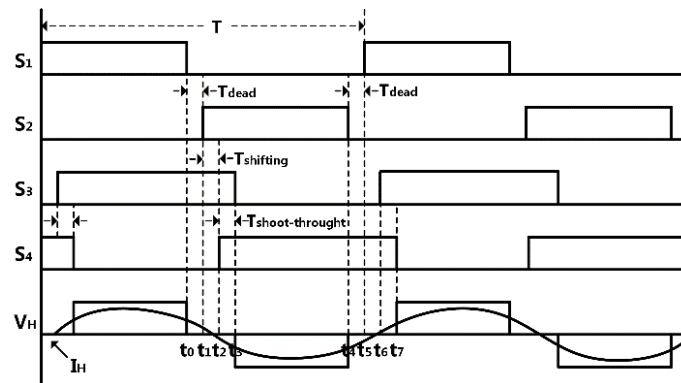 T
S1
Tdead
Tdead
S2
Tshifting
S3
Tshoot-throught
S4
VH
t0 t1 t2 t3 t4 t5 t6 t7
IH